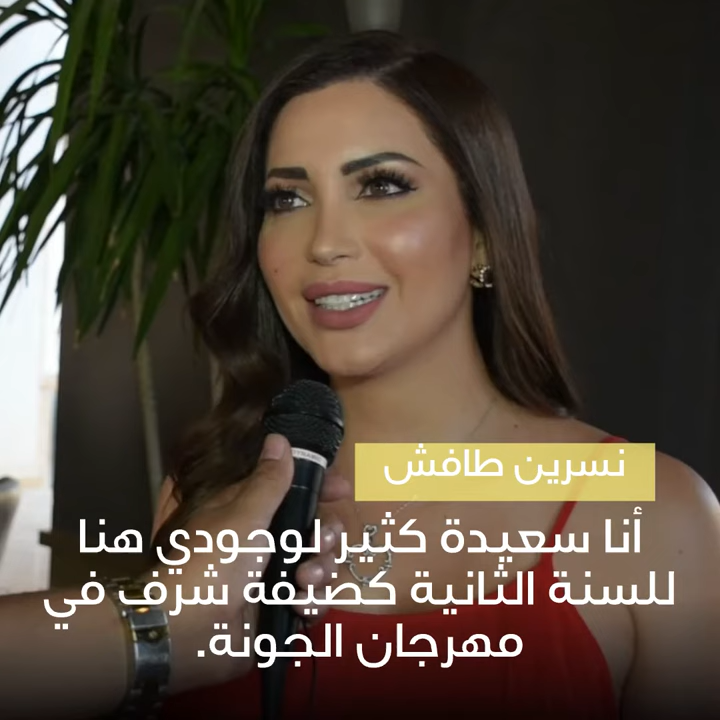 نسرين طافش
أنا سعيدة كثير لوجودي هنا
للسنة الثانية كضيفة شرف في
مهرجان الجونة.